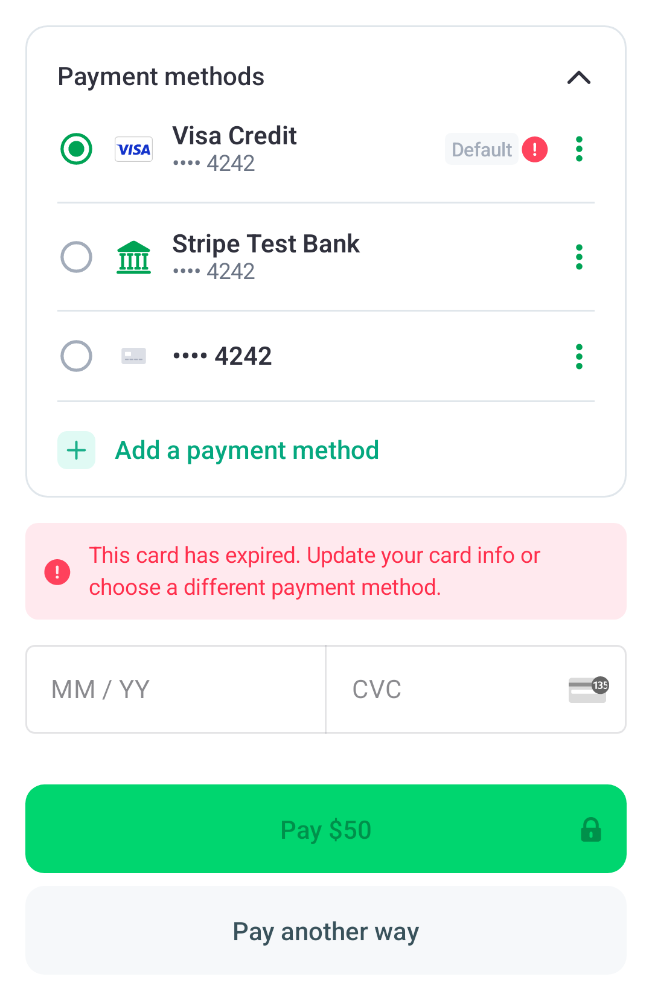 Payment methods
VISA
Visa Credit
•••• 4242
Default
!
Stripe Test Bank
•••• 4242
•••• 4242
+ Add a payment method
!
This card has expired. Update your card info or
choose a different payment method.
MM / YY
CVC
135
Pay $50
Pay another way